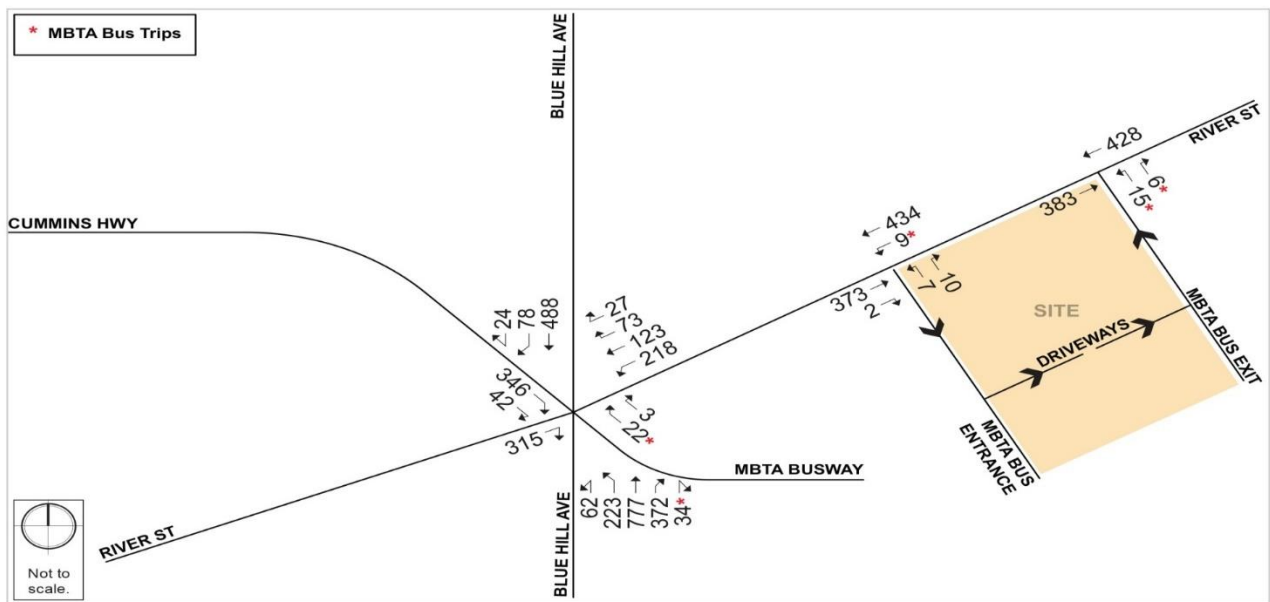 * MBTA Bus Trips
BLUE HILL AVE
CUMMINS HWY
RIVER ST
428
6*
15*
383
434
9*
10
7
373
2
SITE
DRIVEWAYS
MBTA BUS EXIT
MBTA BUS
ENTRANCE
24
78
488
27
73
123
218
346
42
315
3
22*
MBTA BUSWAY
62
223
777
372
34*
BLUE HILL AVE
RIVER ST
Not to
scale.